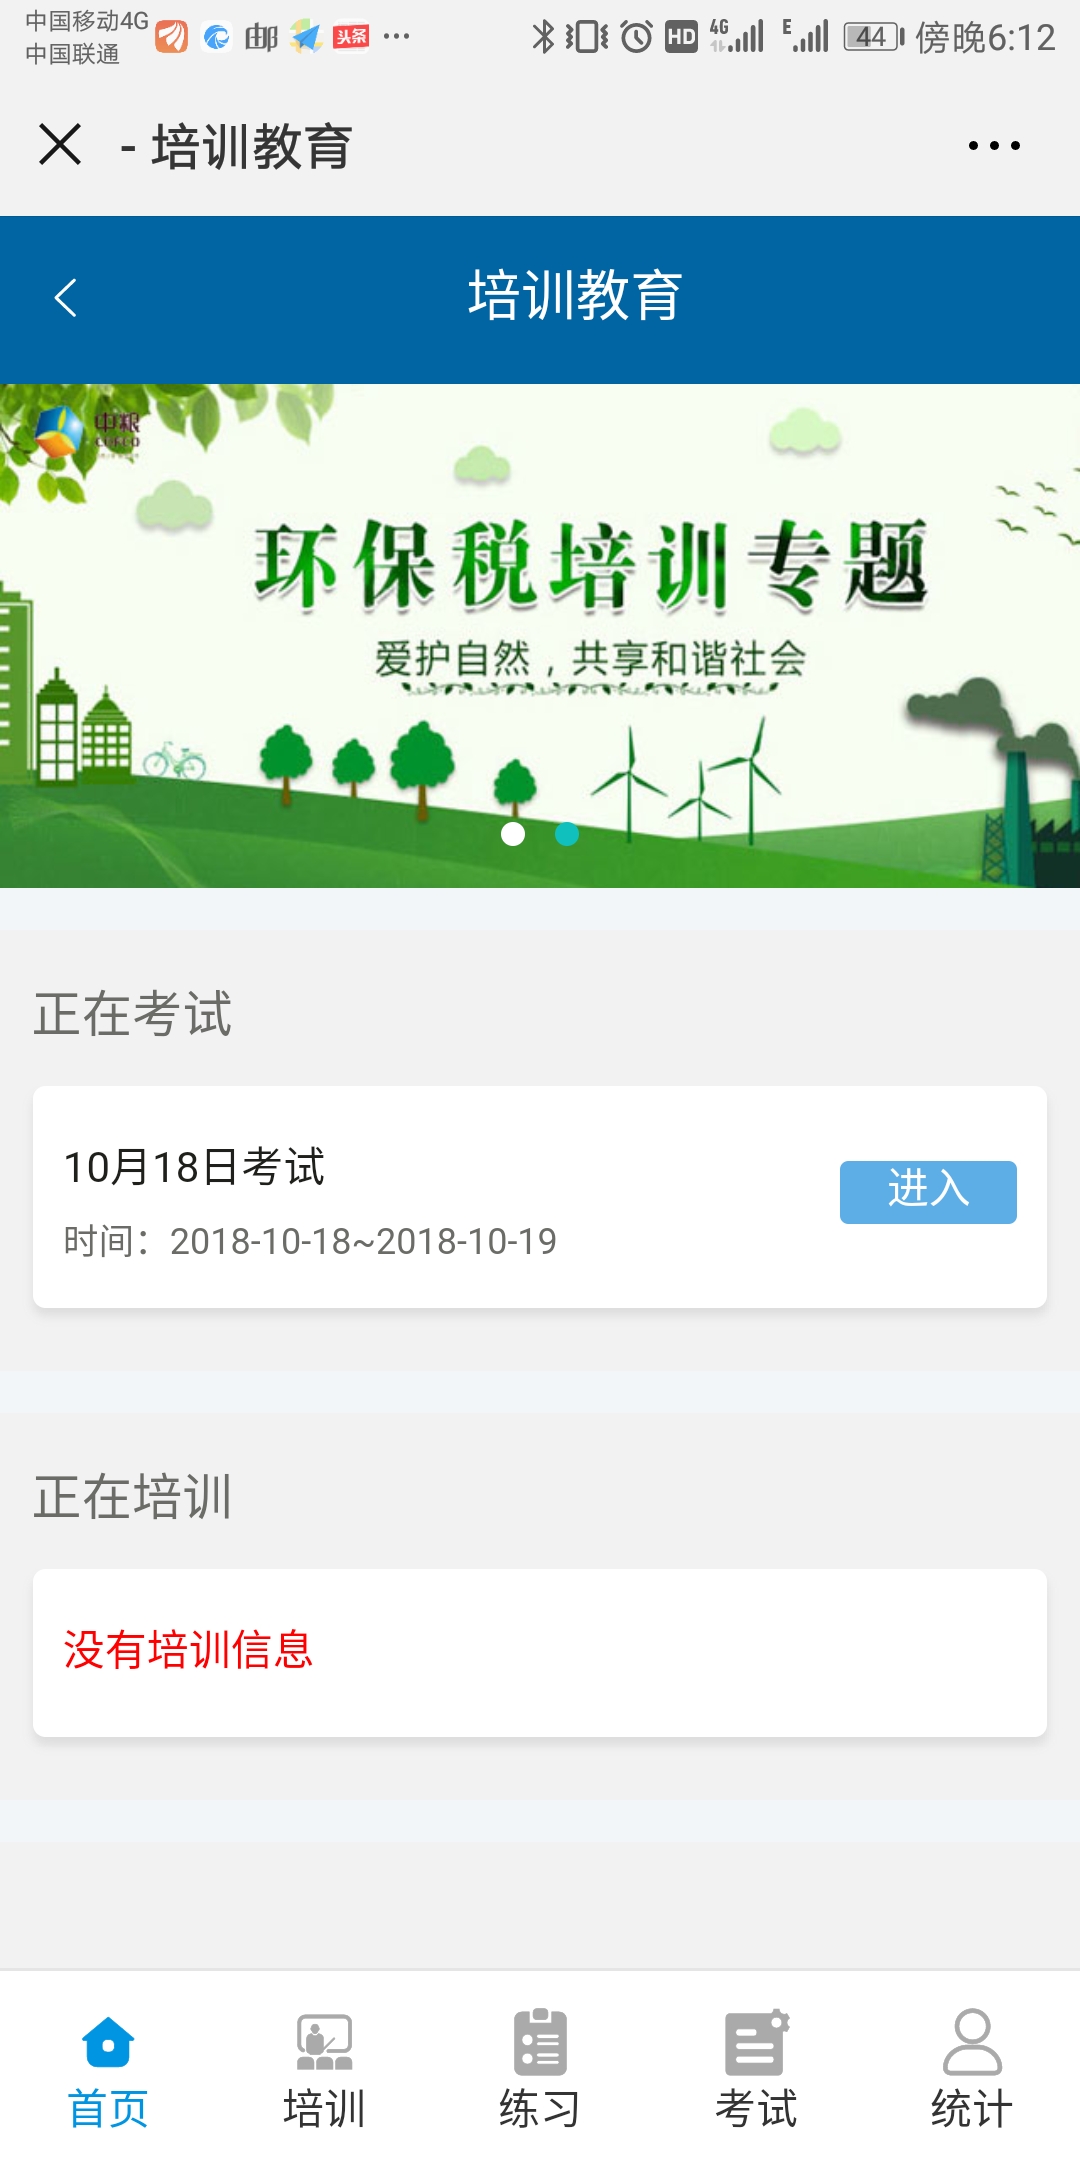 中国移动4G
中国联通
邮
头条
HD
4G
E
44
傍晚6:12
- 培训教育
培训教育
中粮
COFCO
环保税培训专题
爱护自然，共享和谐社会
正在考试
10月18日考试
进入
时间：2018-10-18~2018-10-19
正在培训
没有培训信息
首页
培训
练习
考试
统计